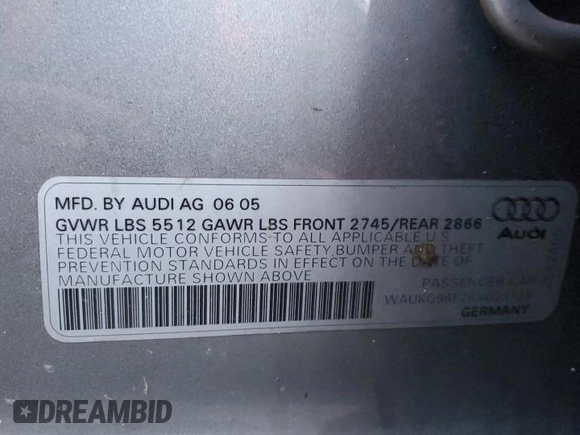 MFD. BY AUDI AG 06 05
GVWR LBS 5512 GAWR LBS FRONT 2745/REAR 2866
THIS VEHICLE CONFORMS TO ALL APPLICABLE U S
FEDERAL MOTOR VEHICLE SAFETY,BUMPER AND THEFT
PREVENTION STANDARDS IN EFFECT ON THE DATE OF
MANUFACTURE SHOWN ABOVE
Audi
PASSENGER CAR
GERMANY
DREAMBID